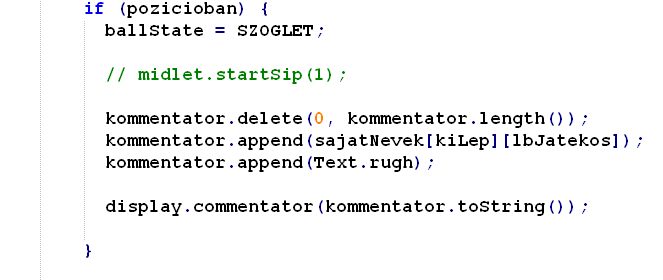 if (pozicioban) {
ballState = SZOGLET;
// midlet.startSip(1);
kommentator.delete(0, kommentator.length());
kommentator.append(sajatNevek[kiLep][lbJatekos]);
kommentator.append(Text.rugh);
display.commentator(kommentator.toString());
}